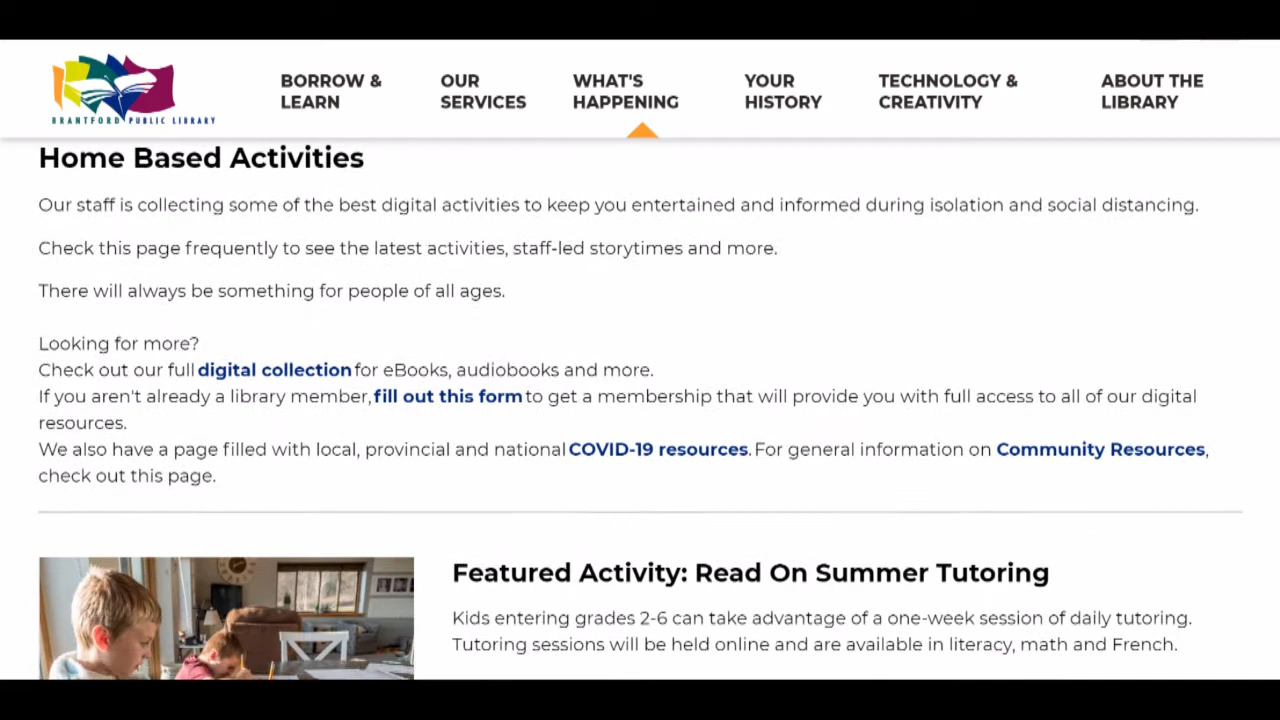 BORROW &
LEARN
OUR
SERVICES
WHAT'S
HAPPENING
YOUR
HISTORY
TECHNOLOGY &
CREATIVITY
ABOUT THE
LIBRARY
BRANTFORD PUBLIC LIBRARY
Home Based Activities
Our staff is collecting some of the best digital activities to keep you entertained and informed during isolation and social distancing.
Check this page frequently to see the latest activities, staff-led storytimes and more.
There will always be something for people of all ages.
Looking for more?
Check out our full digital collection for eBooks, audiobooks and more.
If you aren't already a library member, fill out this form to get a membership that will provide you with full access to all of our digital
resources.
We also have a page filled with local, provincial and national COVID-19 resources. For general information on Community Resources,
check out this page.
Featured Activity: Read On Summer Tutoring
Kids entering grades 2-6 can take advantage of a one-week session of daily tutoring.
Tutoring sessions will be held online and are available in literacy, math and French.